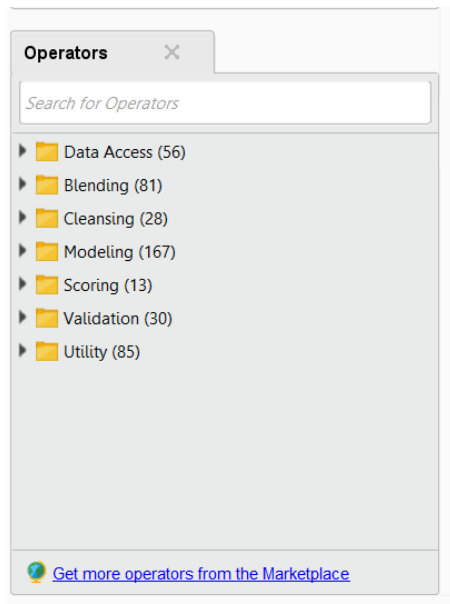 Operators
Search for Operators
Data Access (56)
Blending (81)
Cleansing (28)
Modeling (167)
Scoring (13)
Validation (30)
Utility (85)
Get more operators from the Marketplace